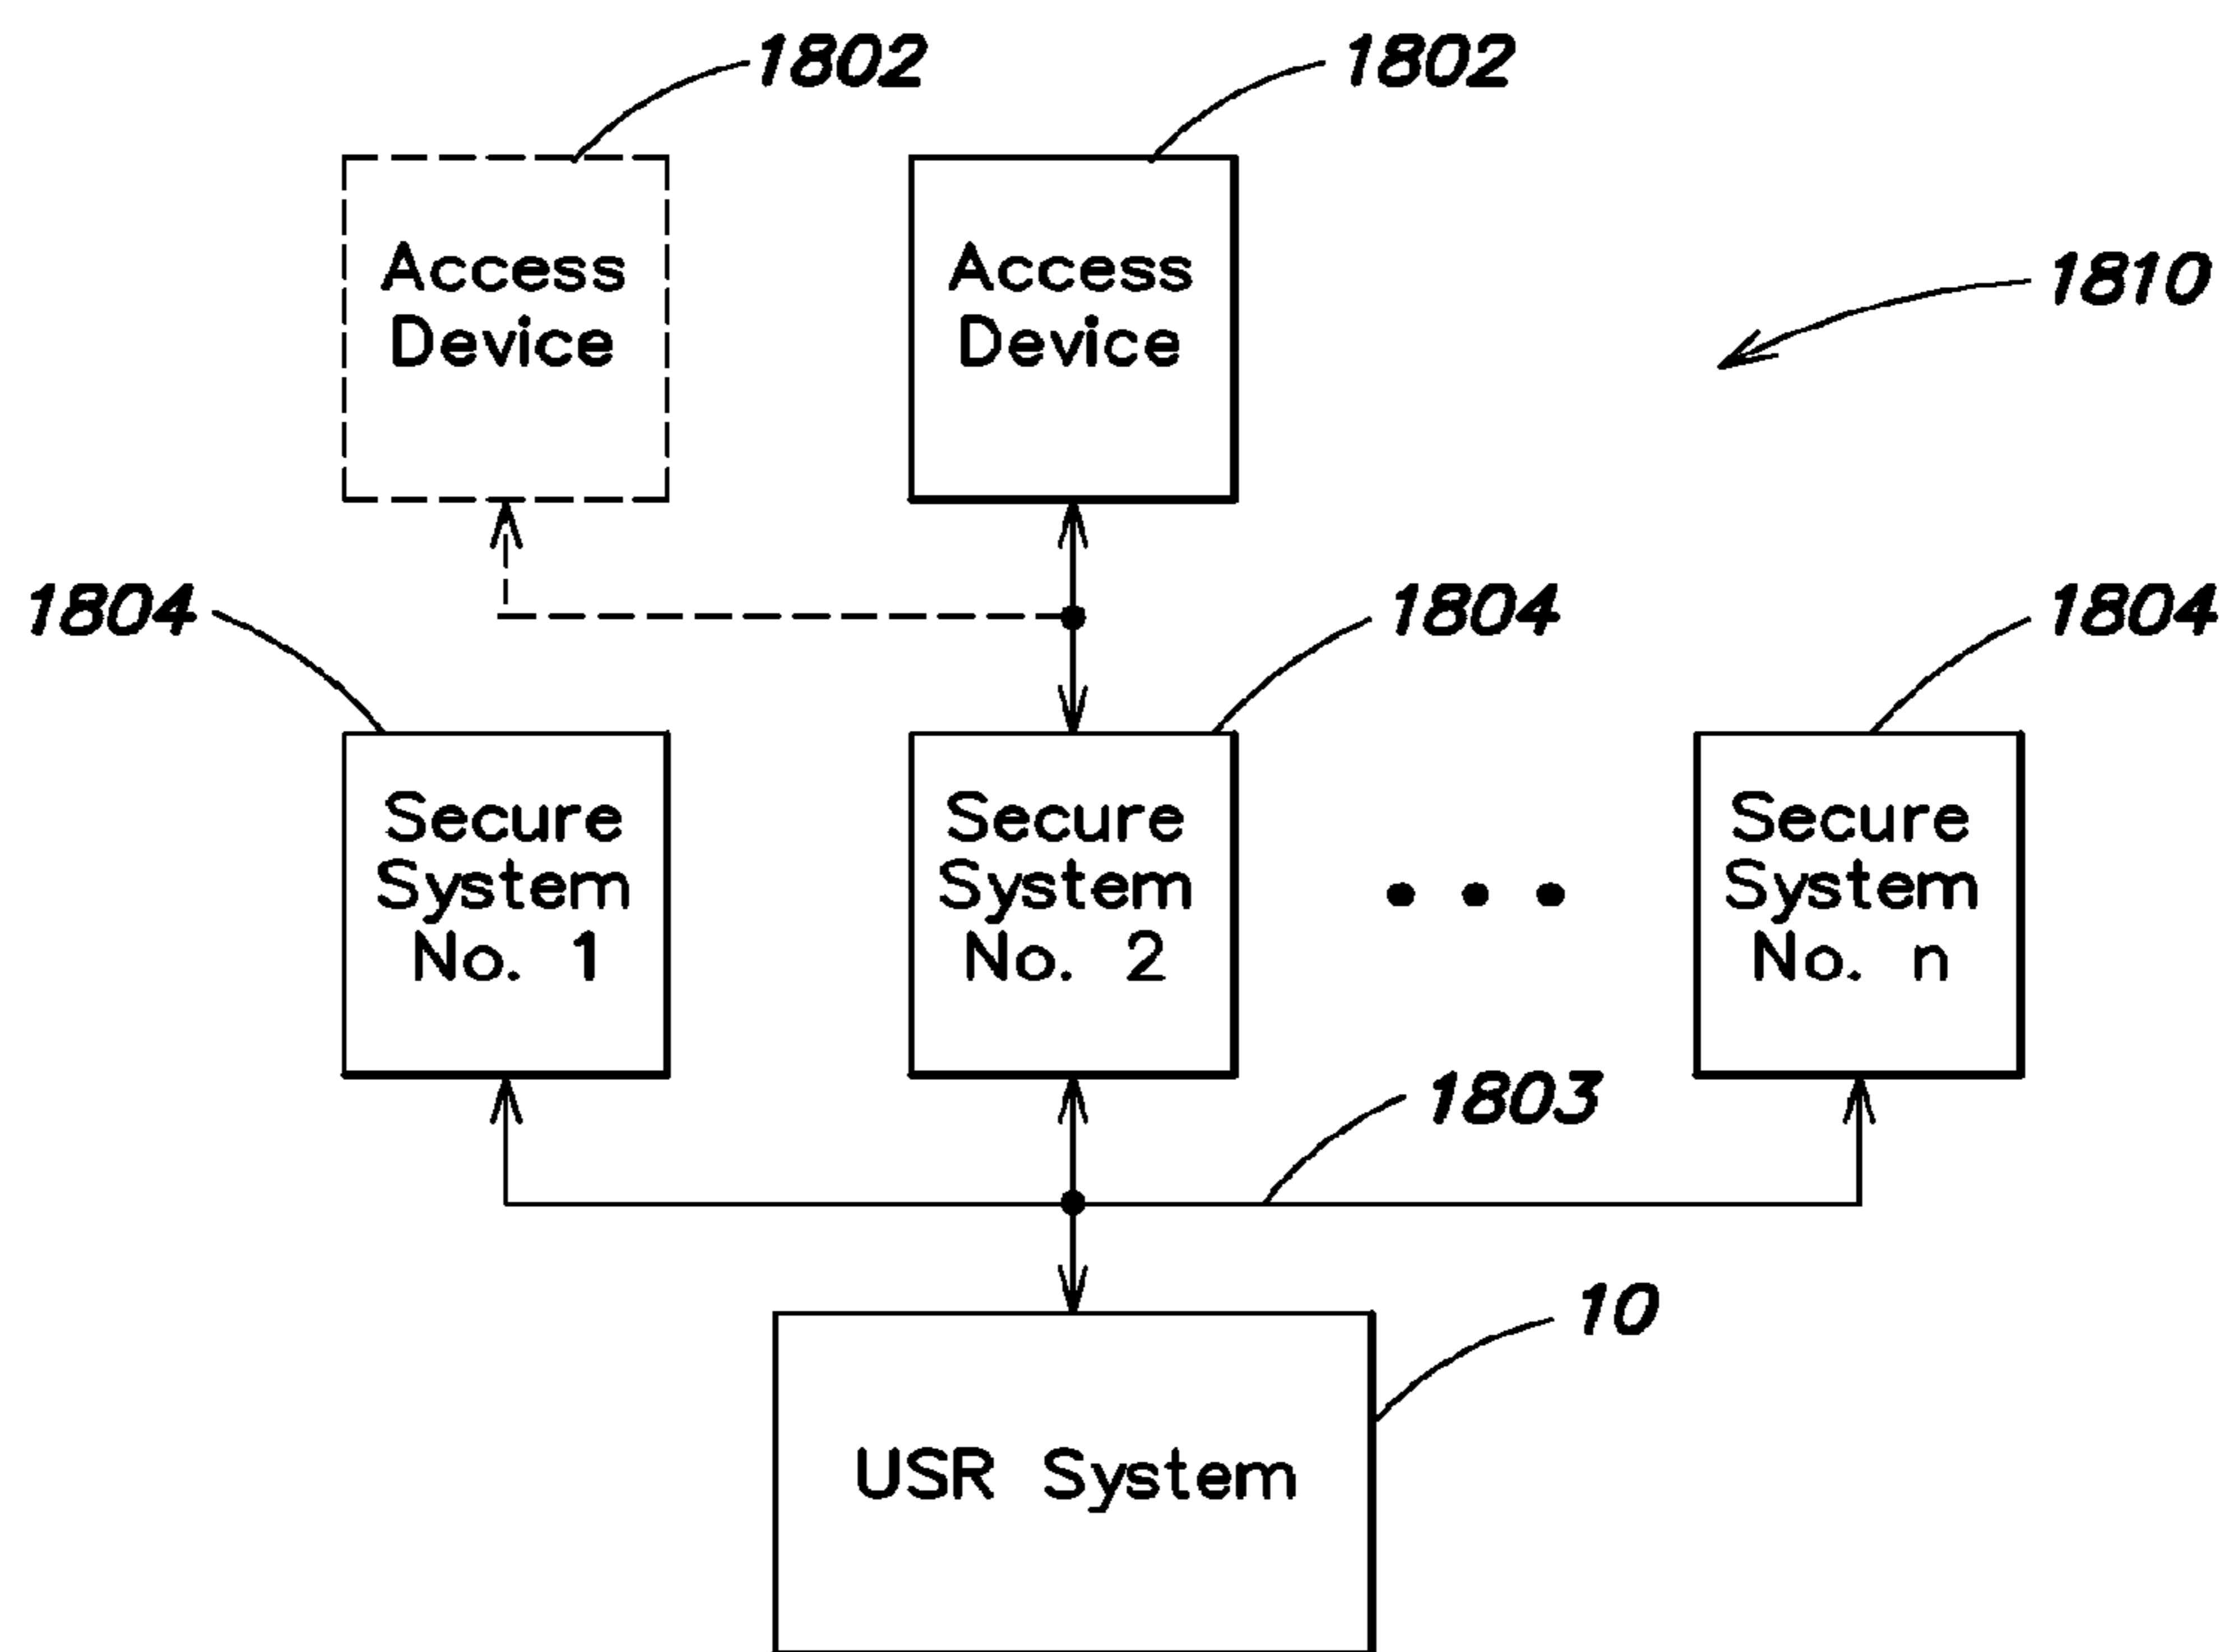 1802
1802
Access
Device
Access
Device
1810
1804
1804
1804
Secure
System
No. 1
Secure
System
No. 2
Secure
System
No. n
1803
10
USR System